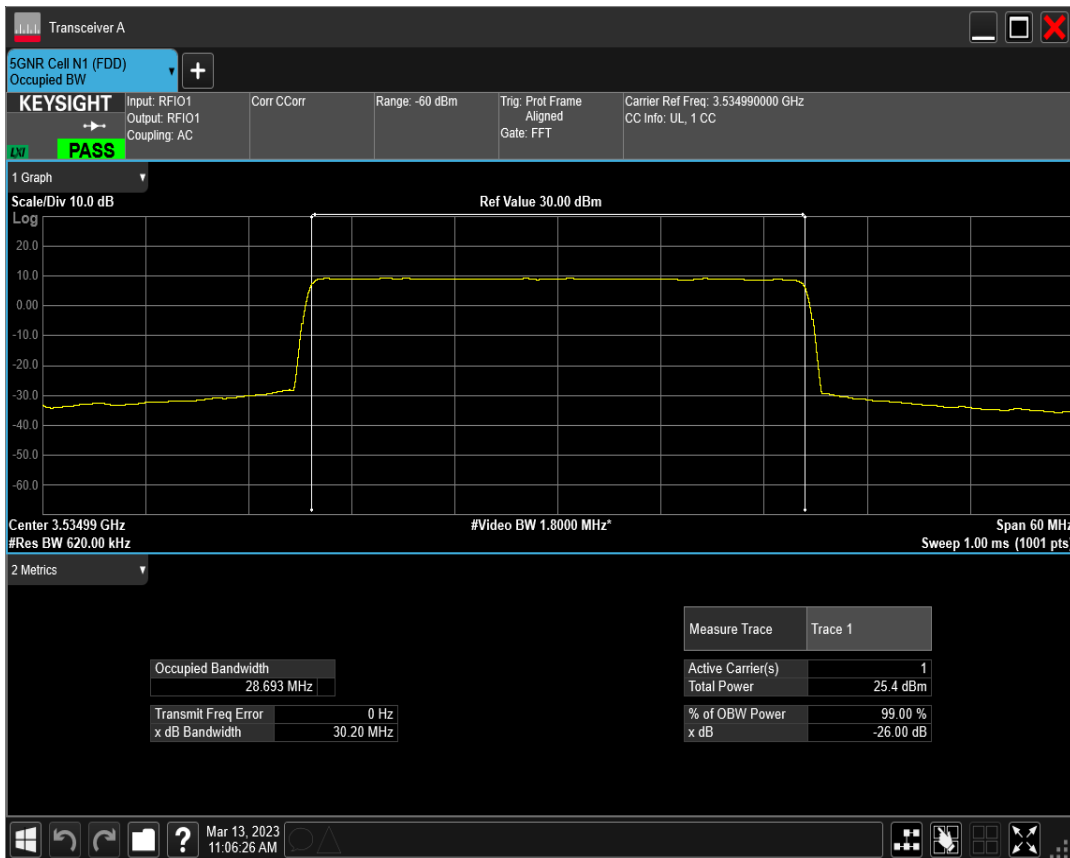 Transceiver A
5GNR Cell N1 (FDD)
Occupied BW
KEYSIGHT
LXI
PASS
Input: RFIO1
Output: RFIO1
Coupling: AC
Corr CCorr
Range: -60 dBm
Trig: Prot Frame
Aligned
Gate: FFT
Carrier Ref Freq: 3.534990000 GHz
CC Info: UL, 1 CC
1 Graph
Scale/Div 10.0 dB
Ref Value 30.00 dBm
Log
20.0
10.0
0.00
-10.0
-20.0
-30.0
-40.0
-50.0
-60.0
Center 3.53499 GHz
#Video BW 1.8000 MHz*
Span 60 MHz
#Res BW 620.00 kHz
Sweep 1.00 ms (1001 pts)
2 Metrics
Measure Trace Trace 1
Occupied Bandwidth
28.693 MHz
Active Carrier(s) 1
Total Power 25.4 dBm
Transmit Freq Error 0 Hz
x dB Bandwidth 30.20 MHz
% of OBW Power 99.00 %
x dB -26.00 dB
?
Mar 13, 2023
11:06:26 AM